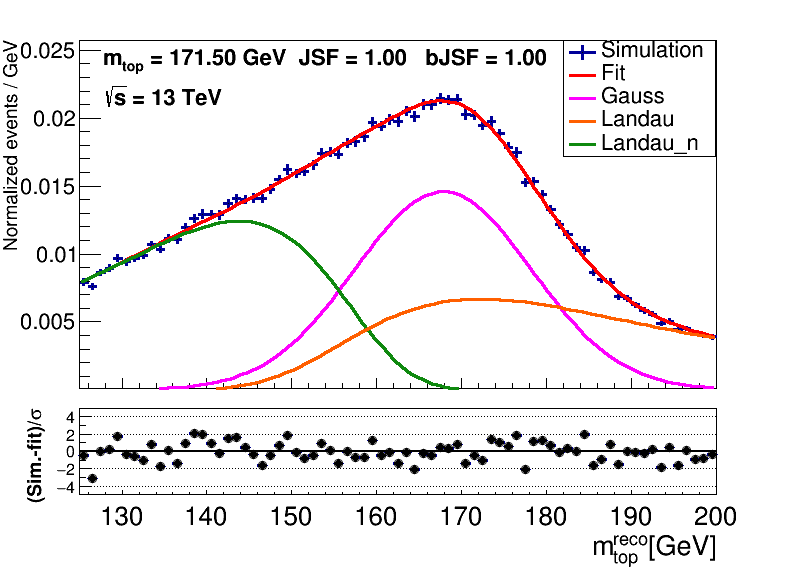 Normalized events / GeV
0.025
0.02
0.015
0.01
0.005
m_top = 171.50 GeV JSF = 1.00 bJSF = 1.00
√s = 13 TeV
Simulation
Fit
Gauss
Landau
Landau_n
(Sim.-fit)/σ
4
2
0
−2
−4
130 140 150 160 170 180 190 200
m_top^reco [GeV]